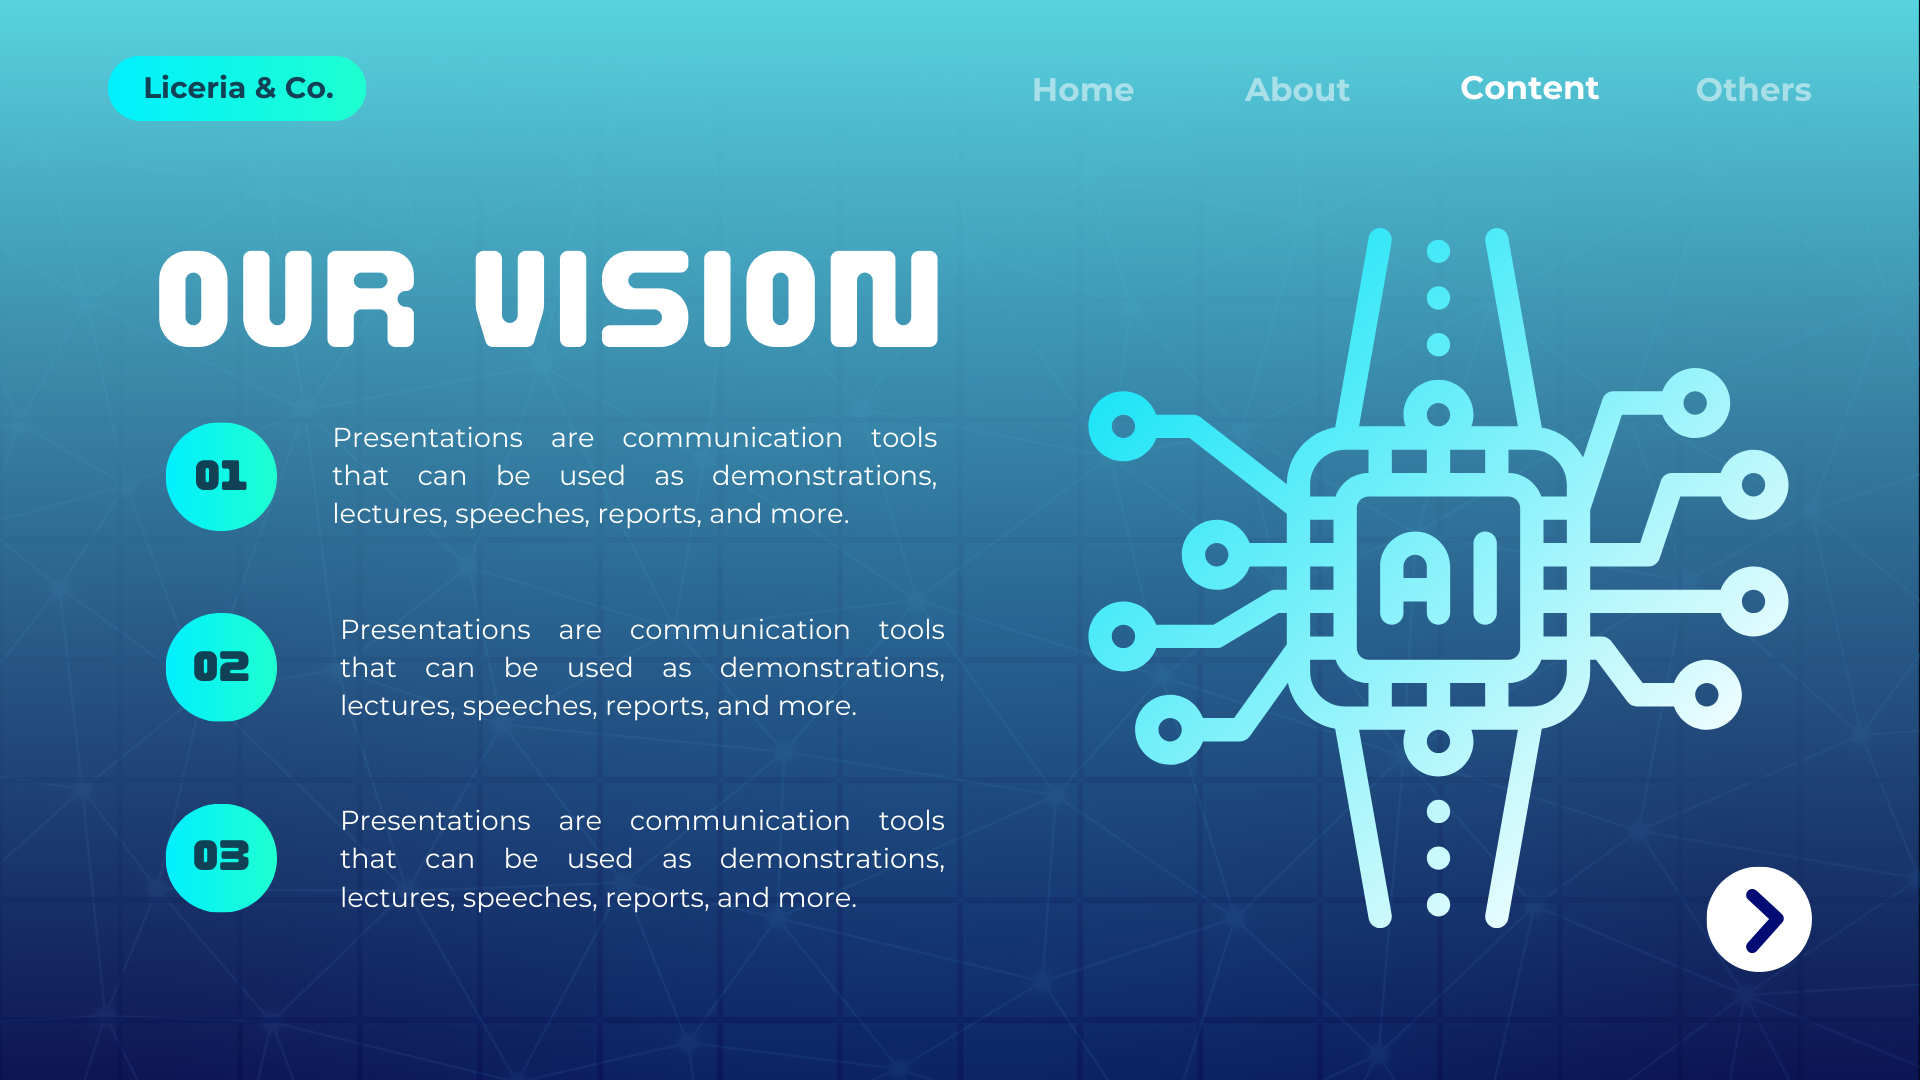 Liceria & Co.
Home About Content Others
OUR VISION
01
Presentations are communication tools
that can be used as demonstrations,
lectures, speeches, reports, and more.
02
Presentations are communication tools
that can be used as demonstrations,
lectures, speeches, reports, and more.
03
Presentations are communication tools
that can be used as demonstrations,
lectures, speeches, reports, and more.
AI